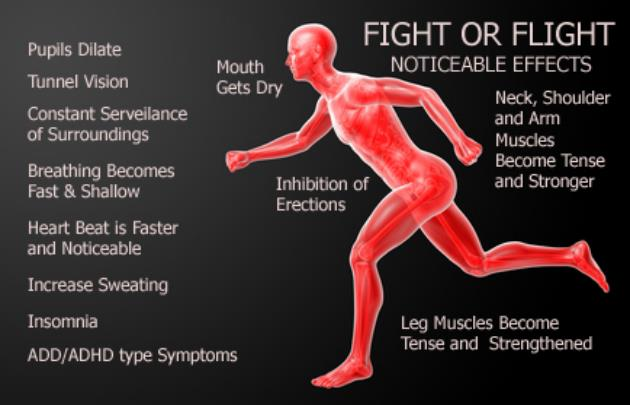 FIGHT OR FLIGHT
NOTICEABLE EFFECTS
Pupils Dilate
Tunnel Vision
Constant Serveilance
of Surroundings
Breathing Becomes
Fast & Shallow
Heart Beat is Faster
and Noticeable
Increase Sweating
Insomnia
ADD/ADHD type Symptoms
Mouth
Gets Dry
Inhibition of
Erections
Neck, Shoulder
and Arm
Muscles
Become Tense
and Stronger
Leg Muscles Become
Tense and Strengthened